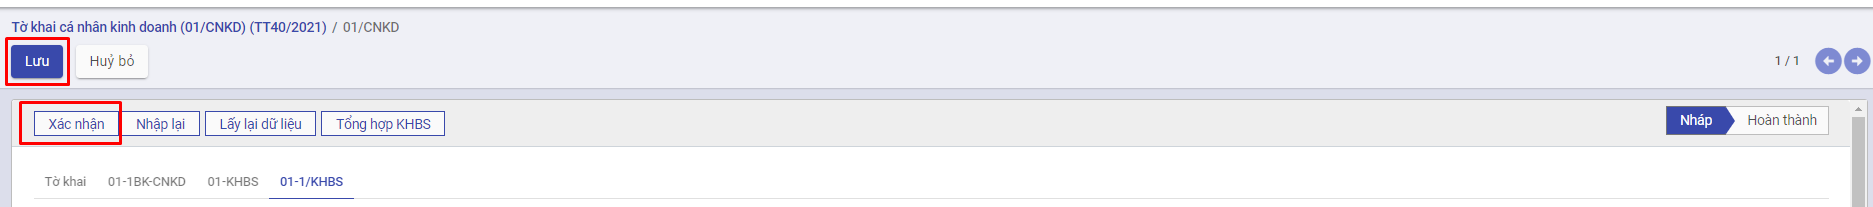 Tờ khai cá nhân kinh doanh (01/CNKD) (TT40/2021) / 01/CNKD
Lưu Huỷ bỏ 1 / 1
Xác nhận Nhập lại Lấy lại dữ liệu Tổng hợp KHBS Nháp Hoàn thành
Tờ khai 01-1BK-CNKD 01-KHBS 01-1/KHBS